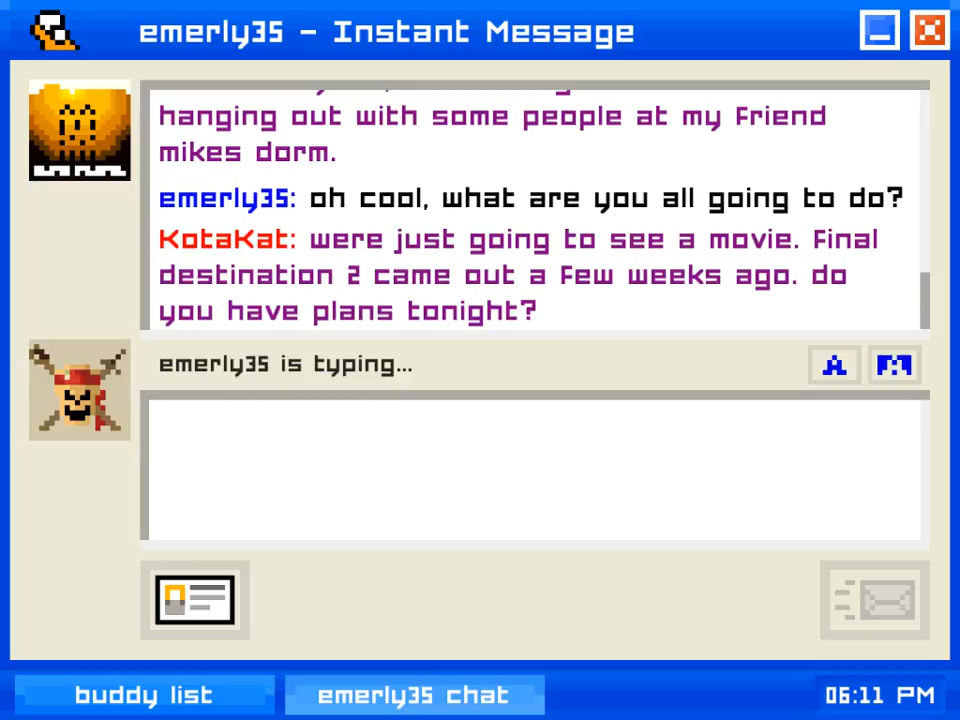 emerly35 - Instant Message
hanging out with some people at my friend
mikes dorm.
emerly35: oh cool, what are you all going to do?
KotaKat: were just going to see a movie. Final
destination 2 came out a few weeks ago. do
you have plans tonight?
emerly35 is typing...
buddy list
emerly35 chat
06:11 PM